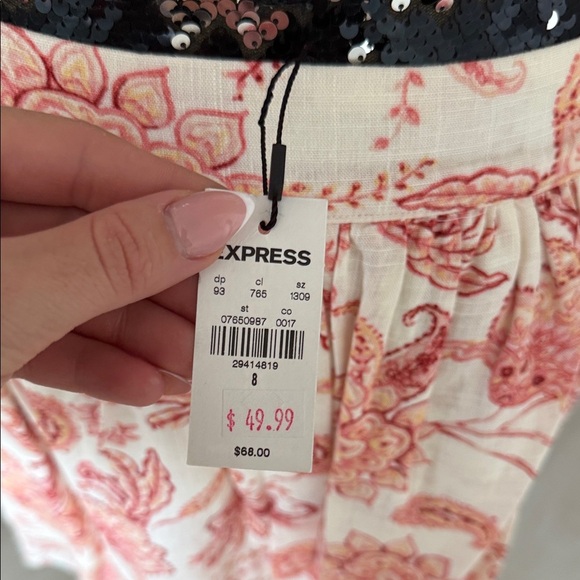 EXPRESS
dp cl sz
93 765 1309
st co
07650987 0017
29414819
8
$ 49.99
$68.00